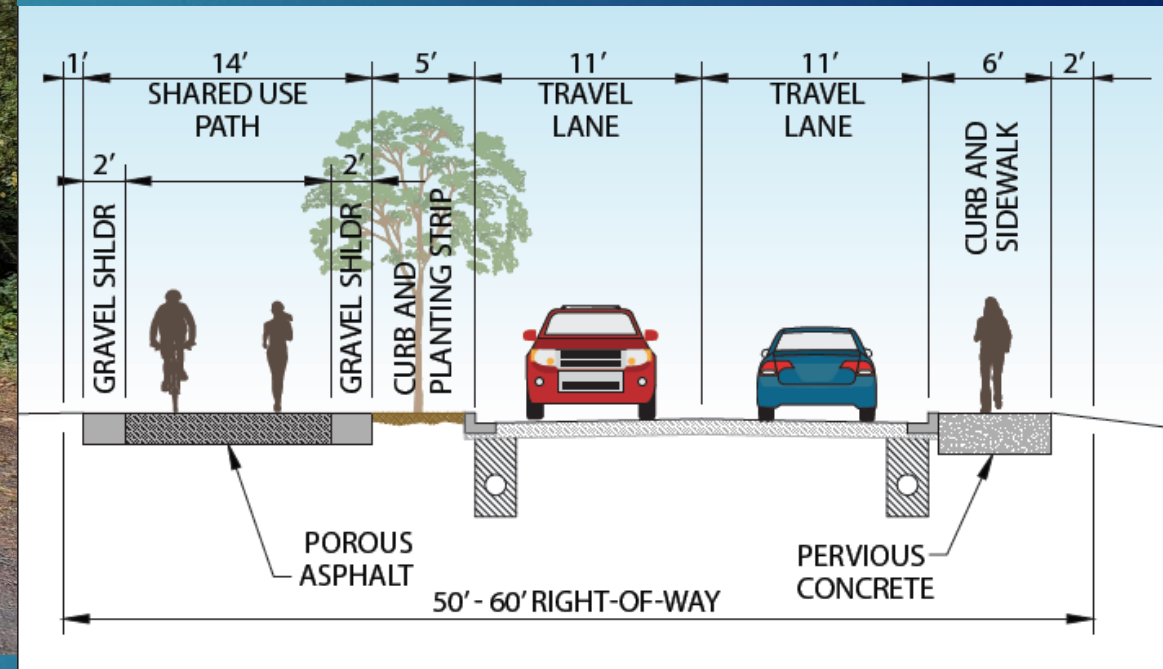 1′
14′
5′
11′
11′
6′
2′
SHARED USE
PATH
TRAVEL
LANE
TRAVEL
LANE
2′
2′
GRAVEL SHLDR
GRAVEL SHLDR
CURB AND
PLANTING STRIP
CURB AND
SIDEWALK
POROUS
ASPHALT
PERVIOUS
CONCRETE
50′ - 60′ RIGHT-OF-WAY